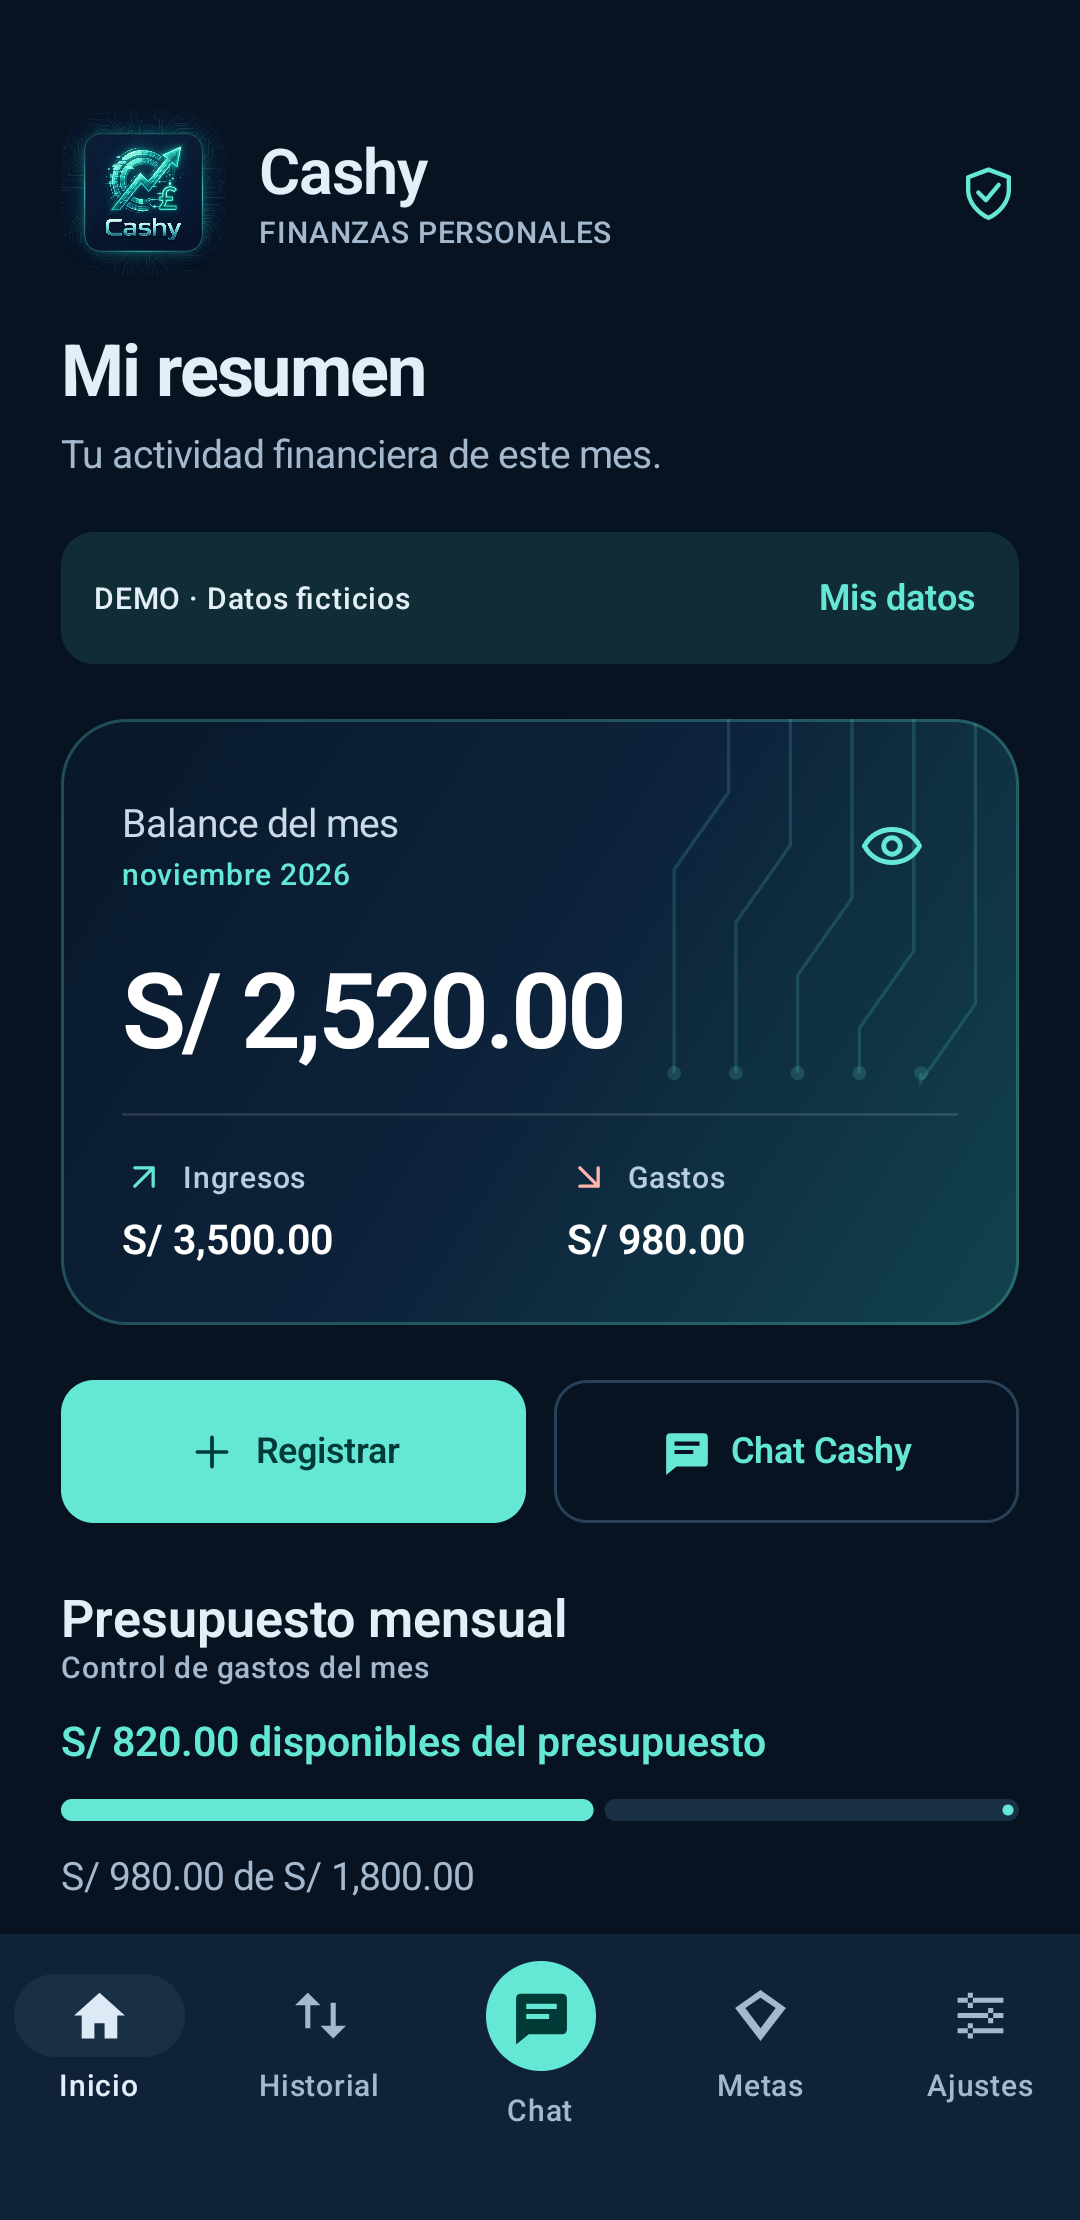 £
Cashy
Cashy
FINANZAS PERSONALES
Mi resumen
Tu actividad financiera de este mes.
DEMO · Datos ficticios
Mis datos
Balance del mes
noviembre 2026
S/ 2,520.00
Ingresos
Gastos
S/ 3,500.00
S/ 980.00
Registrar
Chat Cashy
Presupuesto mensual
Control de gastos del mes
S/ 820.00 disponibles del presupuesto
S/ 980.00 de S/ 1,800.00
Inicio
Historial
Chat
Metas
Ajustes